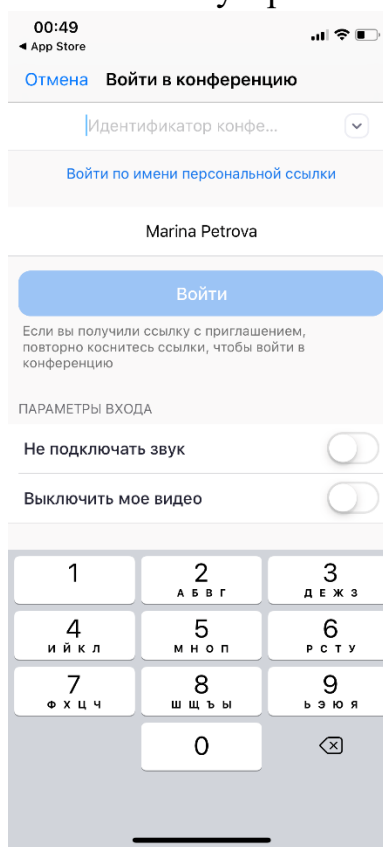 00:49
◀ App Store
Отмена Войти в конференцию
Идентификатор конфе...
Войти по имени персональной ссылки
Marina Petrova
Войти
Если вы получили ссылку с приглашением,
повторно коснитесь ссылки, чтобы войти в
конференцию
ПАРАМЕТРЫ ВХОДА
Не подключать звук
Выключить мое видео
1 2 3
А Б В Г Д Е Ж З
4 5 6
И Й К Л М Н О П Р С Т У
7 8 9
Ф Х Ц Ч Ш Щ Ъ Ы Ь Э Ю Я
0